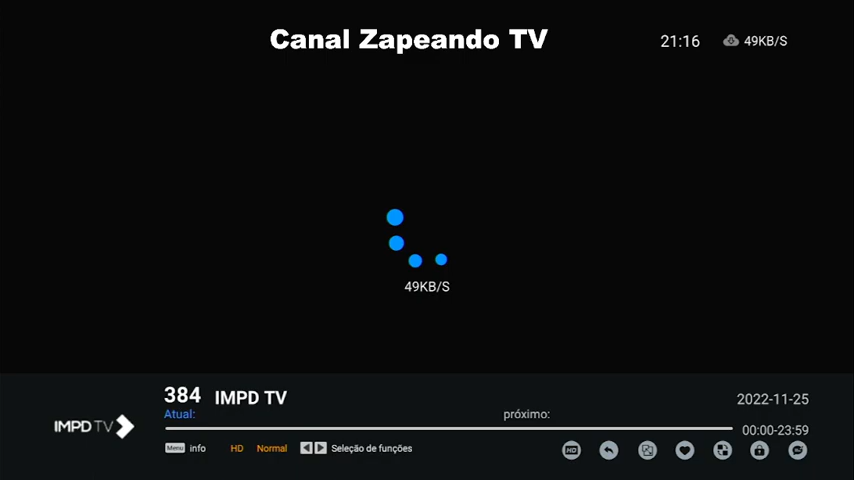 Canal Zapeando TV
21:16 49KB/S
49KB/S
384 IMPD TV
2022-11-25
Atual:
próximo:
IMPD TV
00:00-23:59
Menu info HD Normal Seleção de funções
HD